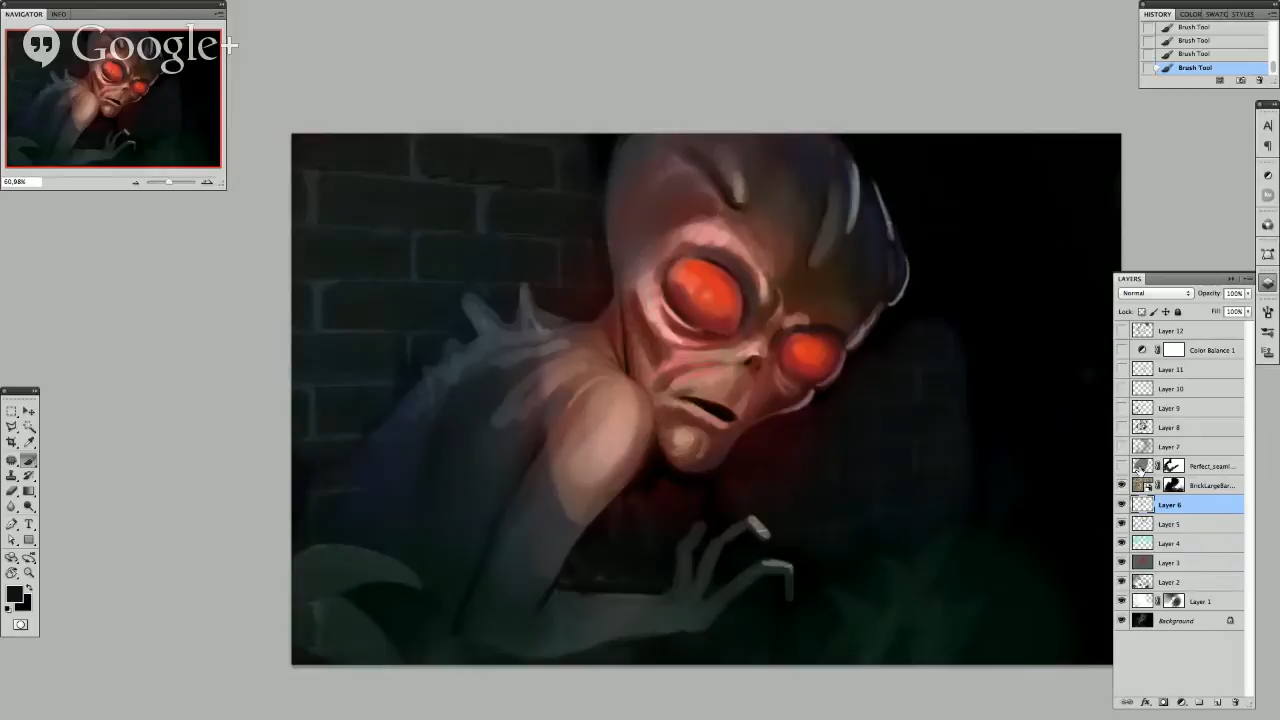 NAVIGATOR INFO
Google+
60,98%
HISTORY COLOR SWATC STYLES
Brush Tool
Brush Tool
Brush Tool
Brush Tool
LAYERS
Normal Opacity: 100%
Lock: Fill: 100%
Layer 12
Color Balance 1
Layer 11
Layer 10
Layer 9
Layer 8
Layer 7
Perfect_seaml...
BrickLargeBar...
Layer 6
Layer 5
Layer 4
Layer 3
Layer 2
Layer 1
Background